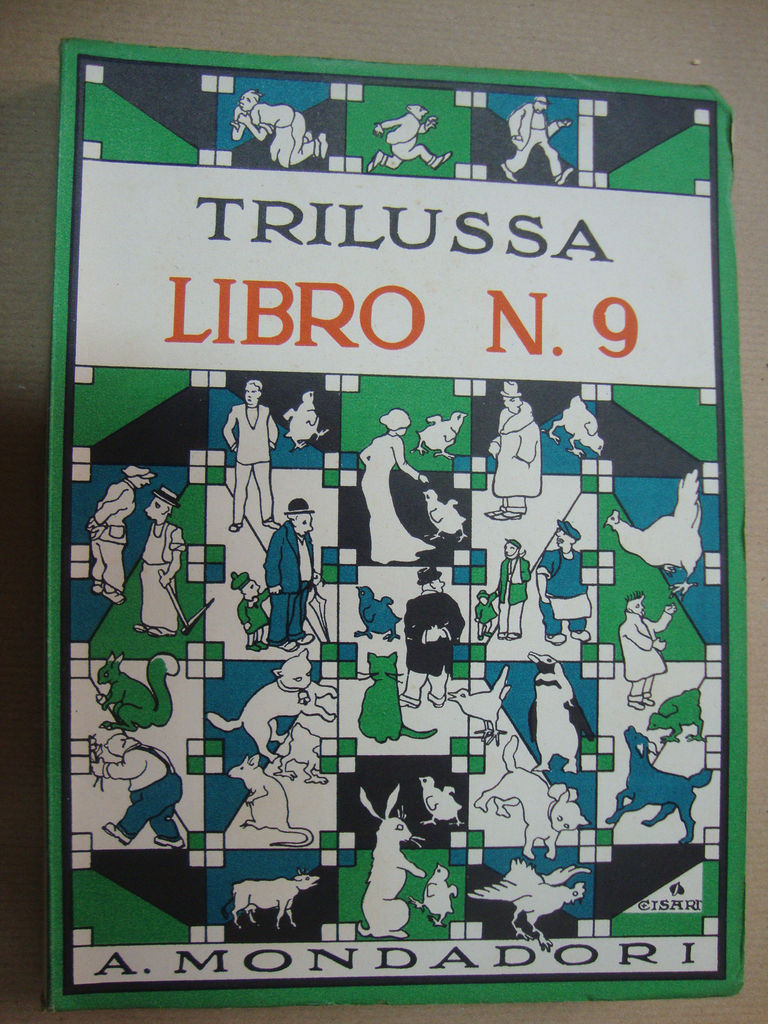 TRILUSSA
LIBRO N. 9
CISARI
A. MONDADORI